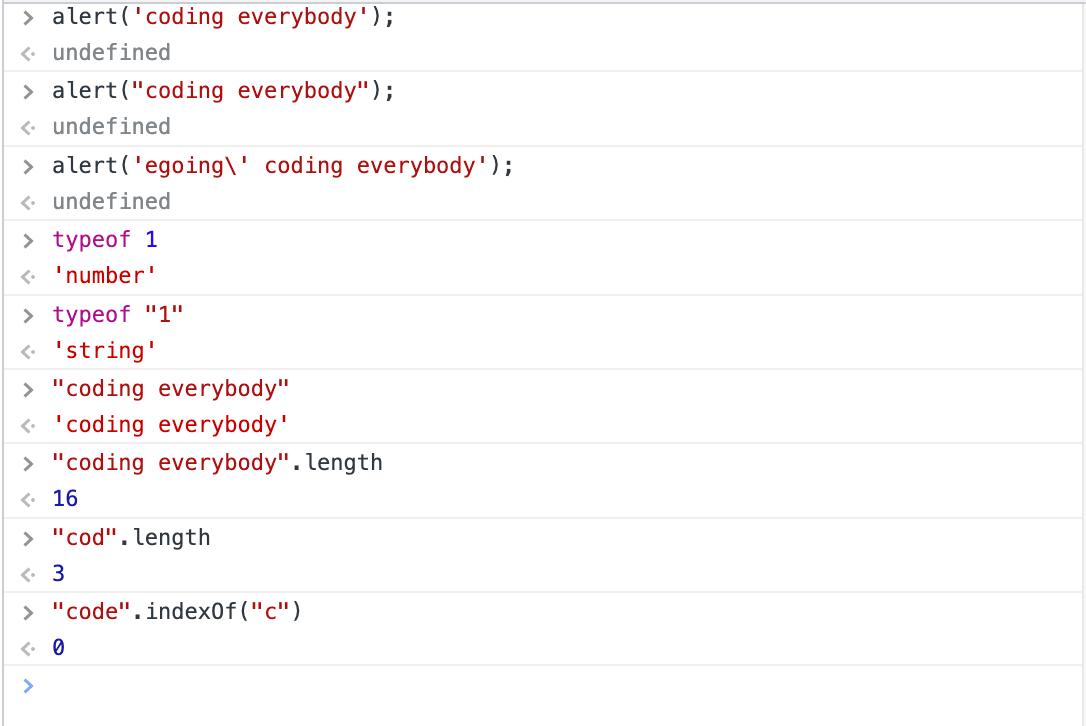 > alert('coding everybody');
<· undefined
> alert("coding everybody");
<· undefined
> alert('egoing\' coding everybody');
<· undefined
> typeof 1
<· 'number'
> typeof "1"
<· 'string'
> "coding everybody"
<· 'coding everybody'
> "coding everybody".length
<· 16
> "cod".length
<· 3
> "code".indexOf("c")
<· 0
>